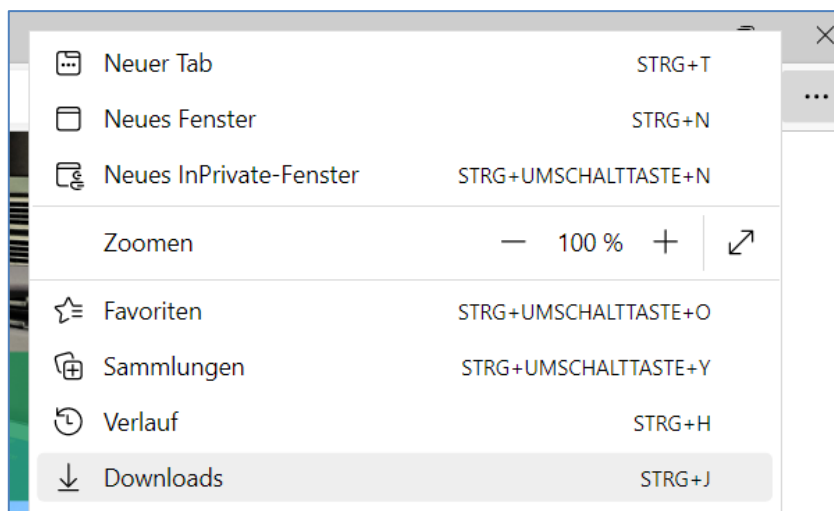 Neuer Tab STRG+T
Neues Fenster STRG+N
Neues InPrivate-Fenster STRG+UMSCHALTTASTE+N
Zoomen 100 %
Favoriten STRG+UMSCHALTTASTE+O
Sammlungen STRG+UMSCHALTTASTE+Y
Verlauf STRG+H
Downloads STRG+J